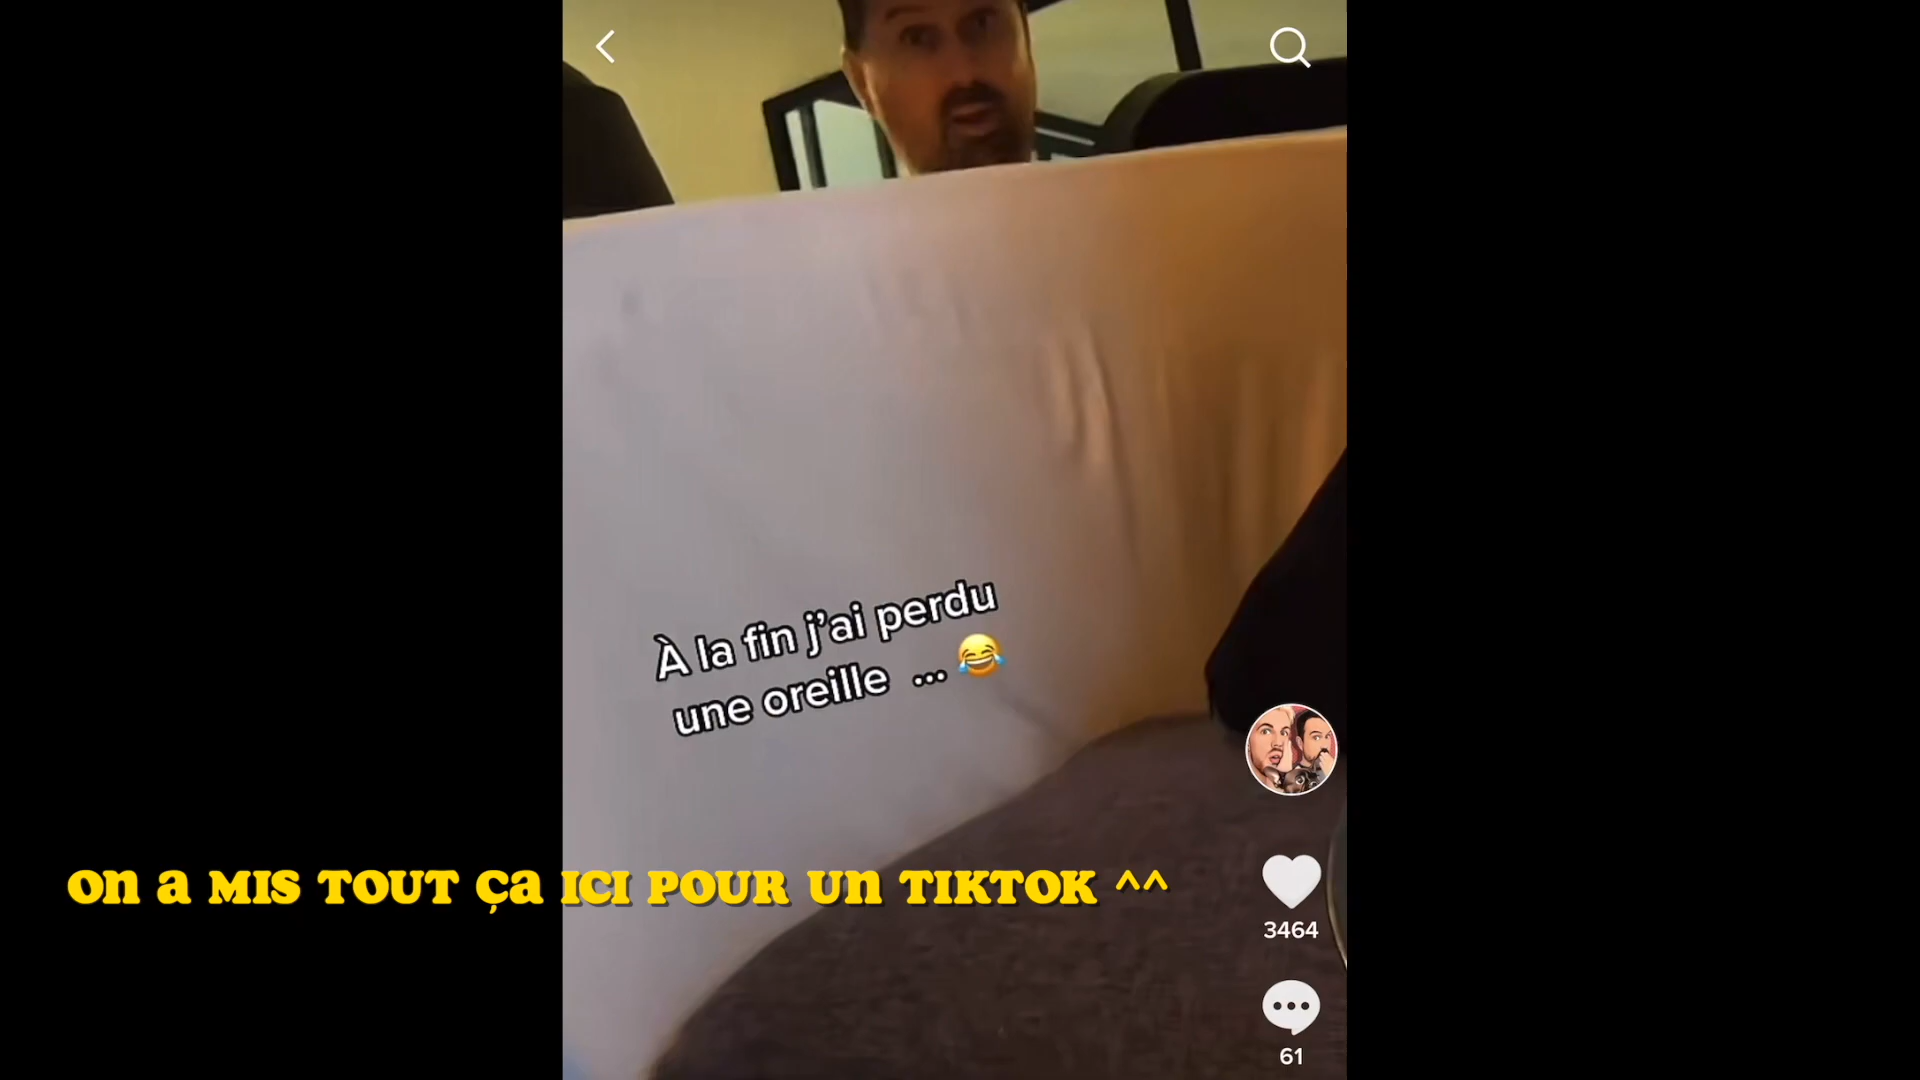 À la fin j'ai perdu
une oreille ... 😂
on a MIS TOUT ça ICI POUR Un TIKTOK ^^
3464
61